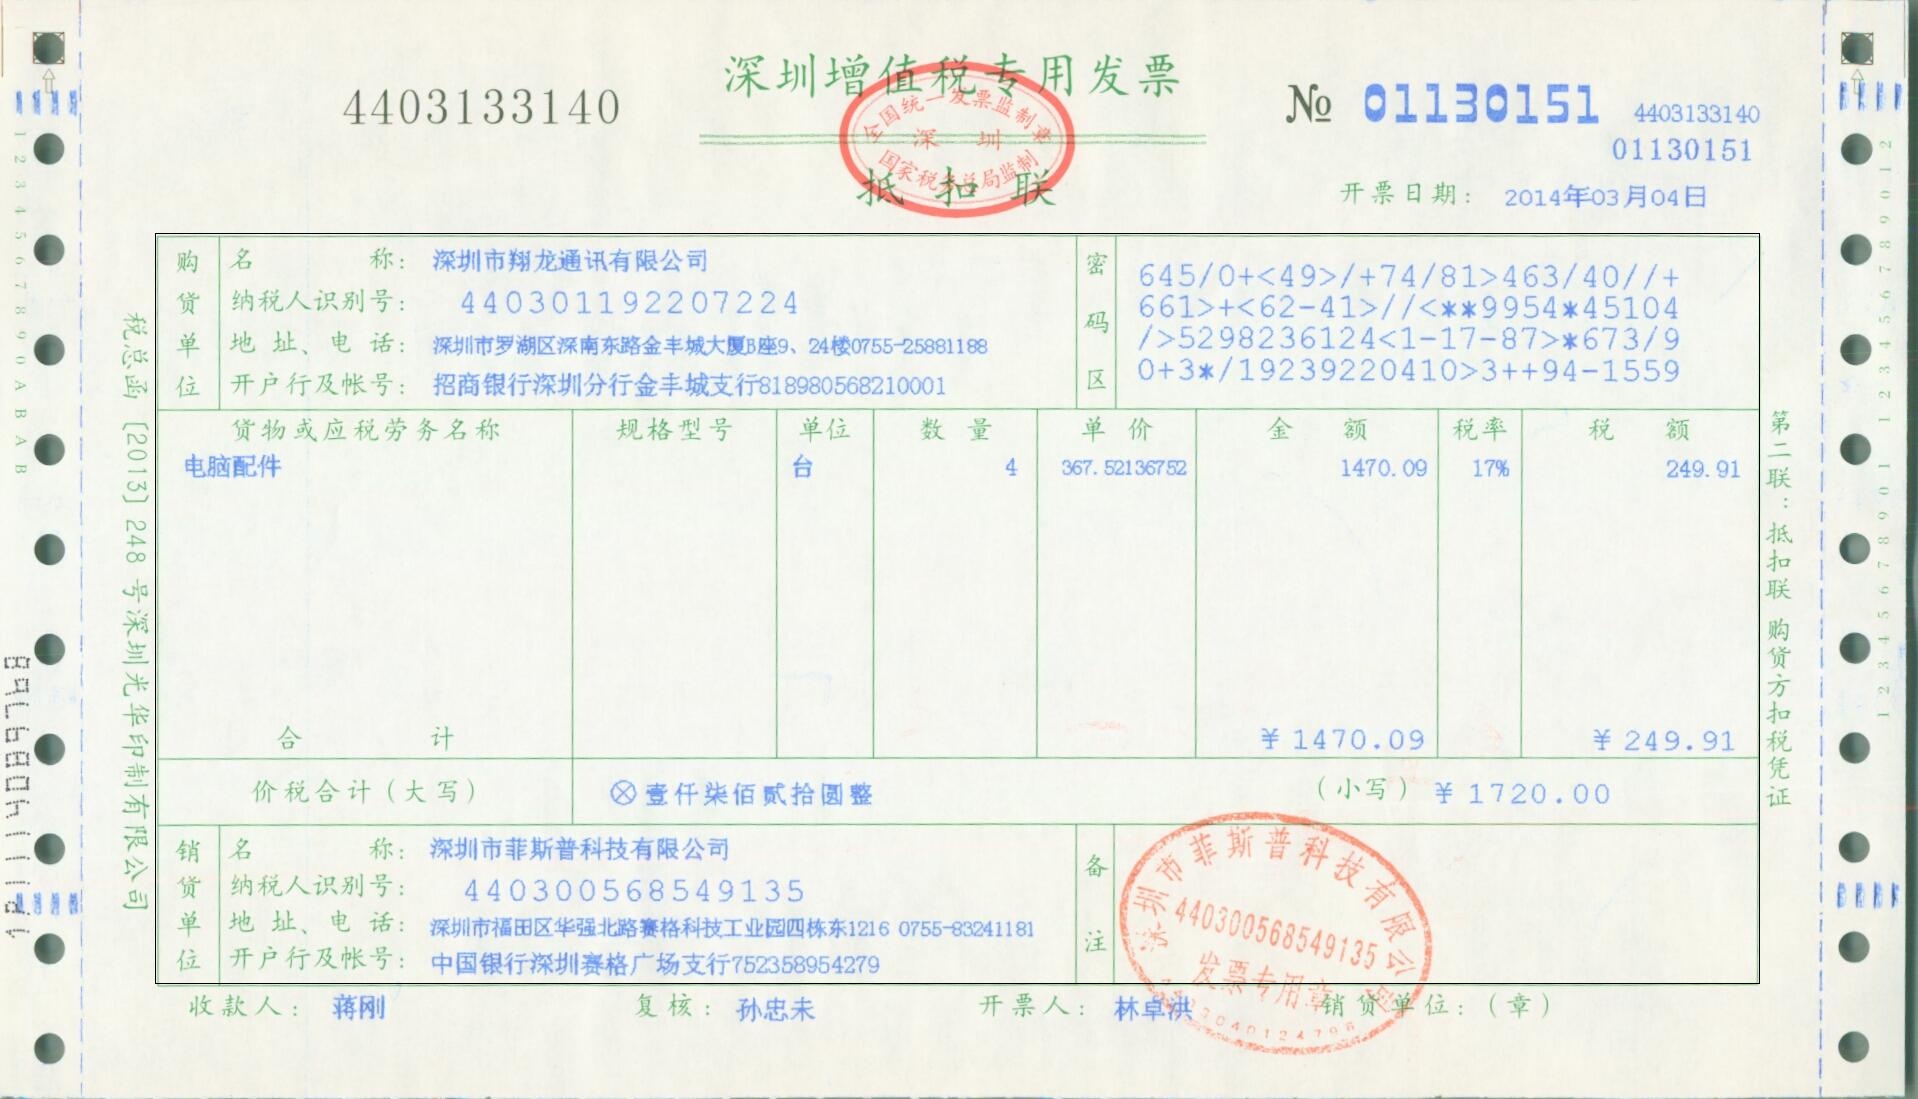 深圳增值税专用发票
4403133140
№ 01130151
4403133140
01130151
全国统一发票监制章
深圳
国家税务总局监制
抵扣联
开票日期: 2014年03月04日
购货单位
名称: 深圳市翔龙通讯有限公司
纳税人识别号: 440301192207224
地址、电话: 深圳市罗湖区深南东路金丰城大厦B座9、24楼0755-25881188
开户行及帐号: 招商银行深圳分行金丰城支行818980568210001
密码区
645/0+<49>/+74/81>463/40//+
661>+<62-41>//<**9954*45104
/>5298236124<1-17-87>*673/9
0+3*/19239220410>3++94-1559
货物或应税劳务名称 规格型号 单位 数量 单价 金额 税率 税额
电脑配件 台 4 367.52136752 1470.09 17% 249.91
合计 ¥1470.09 ¥249.91
价税合计(大写) ⊗壹仟柒佰贰拾圆整 (小写) ¥1720.00
销货单位
名称: 深圳市菲斯普科技有限公司
纳税人识别号: 440300568549135
地址、电话: 深圳市福田区华强北路赛格科技工业园四栋东1216 0755-83241181
开户行及帐号: 中国银行深圳赛格广场支行752358954279
备注
深圳市菲斯普科技有限公司
440300568549135
发票专用章
收款人: 蒋刚 复核: 孙忠未 开票人: 林卓洪 销货单位:(章)
税总函[2013]248号深圳光华印制有限公司
第二联:抵扣联 购货方扣税凭证